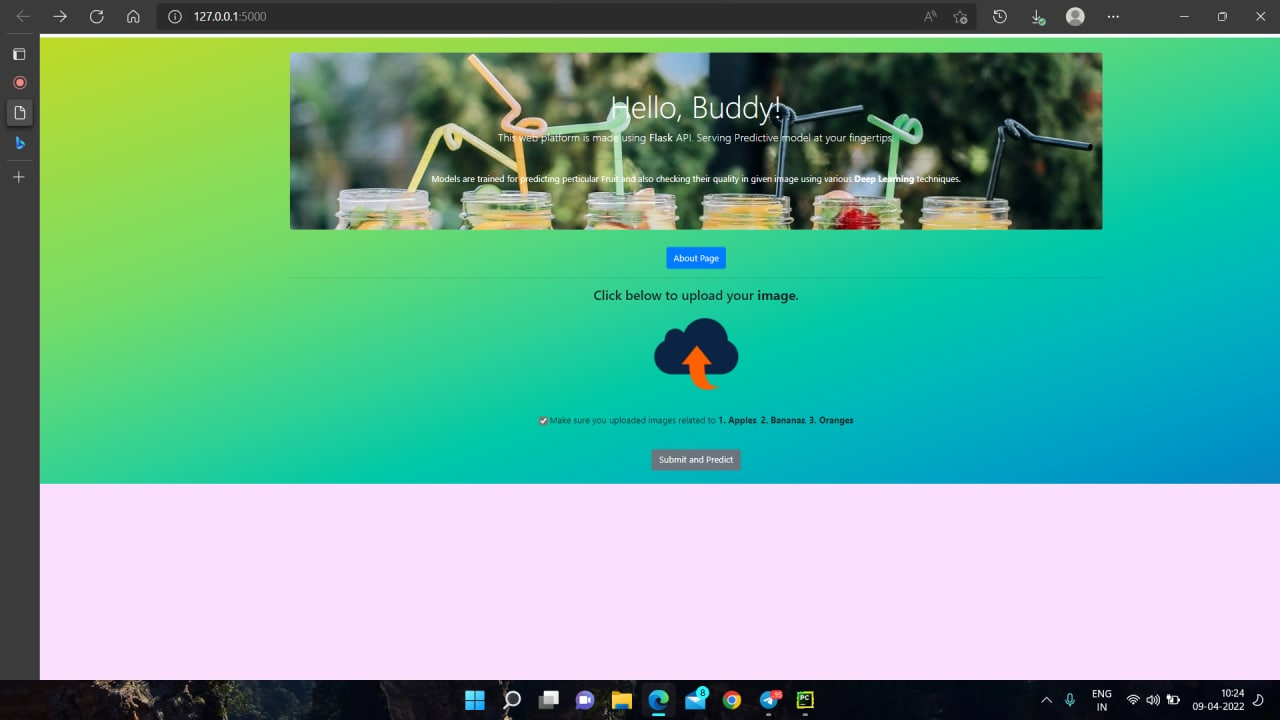 127.0.0.1:5000
Hello, Buddy!
This web platform is made using Flask API. Serving Predictive model at your fingertips.
Models are trained for predicting perticular Fruit and also checking their quality in given image using various Deep Learning techniques.
About Page
Click below to upload your image.
Make sure you uploaded images related to 1. Apples, 2. Bananas, 3. Oranges
Submit and Predict
8
95
PC
ENG
IN
10:24
09-04-2022